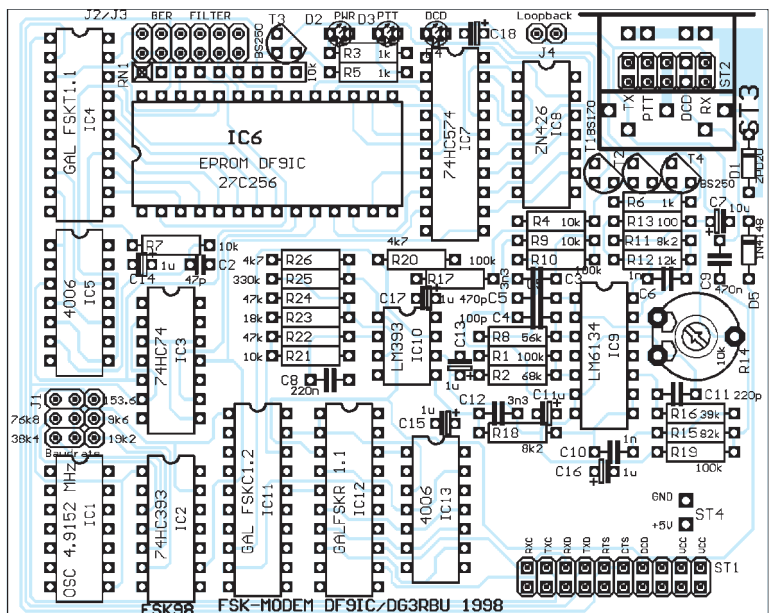 J2/J3 BER FILTER T3 D2 PWR D3 PTT DCD Loopback
BS250 D4 C18 J4
RN1 10k
R3 1k
R5 1k
ST2
ST3
TX PTT DCD RX
GAL FSKT1.1 IC4
IC6
EPROM DF9IC
27C256
74HC574 IC7
ZN426 IC8
T1 BS170 T2 T4
BS250
D1 2PU20
R6 1k
R13 100
R11 8k2
R12 12k
C7 10u
1N4148
D5
C9 470n
R4 10k
R9 10k
R10 100k
4006 IC5
R7 10k
C14 1u C2
47p
4k7 R26
330k R25
47k R24
18k R23
47k R22
10k R21
C8
220n
4k7
R20 100k
R17
C17 1u
3n3 C3
470p C5
100p C4
1n
C6
74HC74 IC3
LM393 IC10
C13
1u
R8 56k
R1 100k
R2 68k
LM6134 IC9
10k R14
J1 153.6
76k8 9k6
38k4 19k2
Baudrate
C12 3n3 C11u
R18
8k2
C11 220p
R16 39k
R15 82k
R19
100k
C10 1n
C16 1u
1u
C15
OSC 4.9152 MHz IC1
74HC393 IC2
GAL FSKC1.2 IC11
GALFSKR 1.1 IC12
4006 IC13
GND
+5V
ST4
RXC TXC RXD TXD RTS CTS DCD VCC VCC
ST1
FSK98 FSK-MODEM DF9IC/DG3RBU 1998